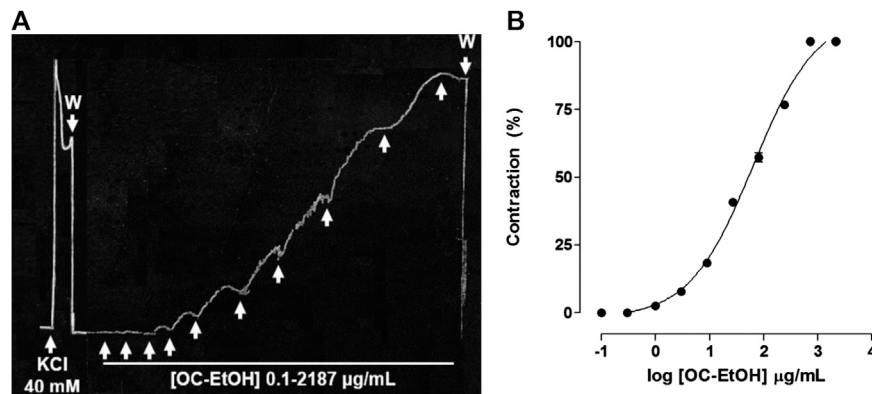 A
W
W
KCl
40 mM
[OC-EtOH] 0.1-2187 µg/mL
B
100
75
50
25
0
Contraction (%)
-1 0 1 2 3 4
log [OC-EtOH] µg/mL